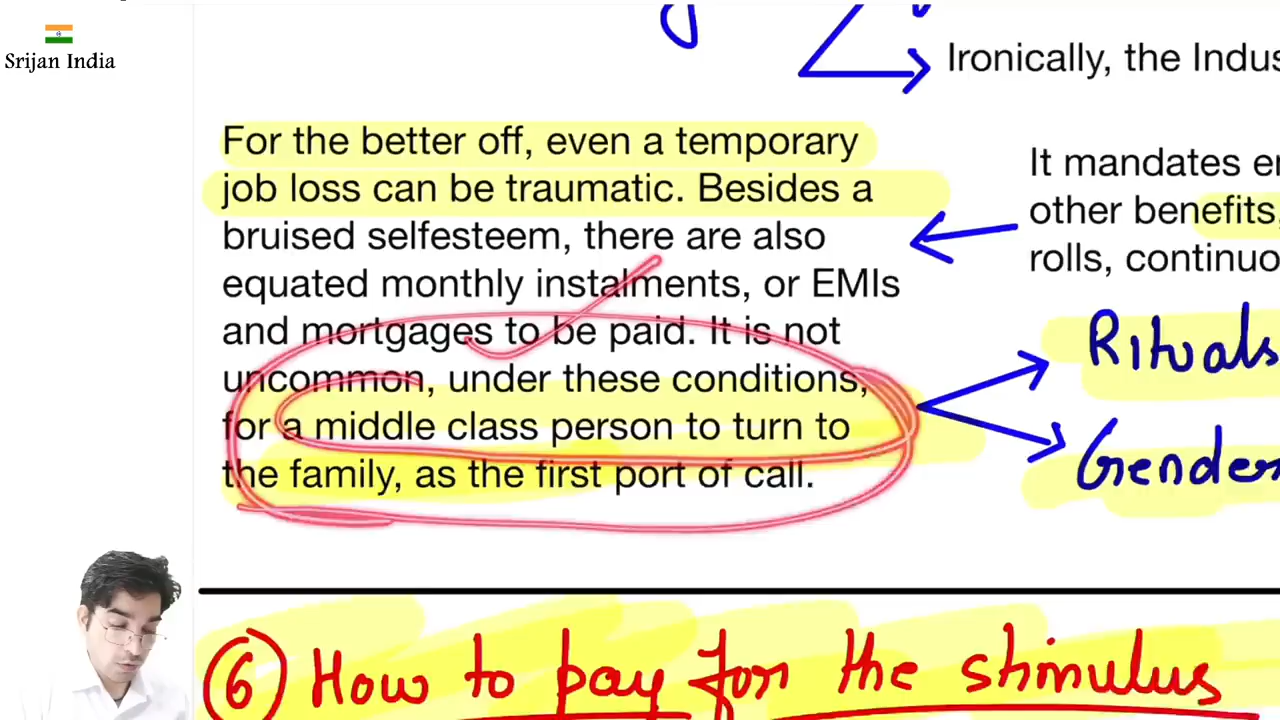 Srijan India
Ironically, the Indus
For the better off, even a temporary
job loss can be traumatic. Besides a
bruised selfesteem, there are also
equated monthly instalments, or EMIs
and mortgages to be paid. It is not
uncommon, under these conditions,
for a middle class person to turn to
the family, as the first port of call.
It mandates en
other benefits,
rolls, continuo
Rituals
Gender
6 How to pay for the stimulus